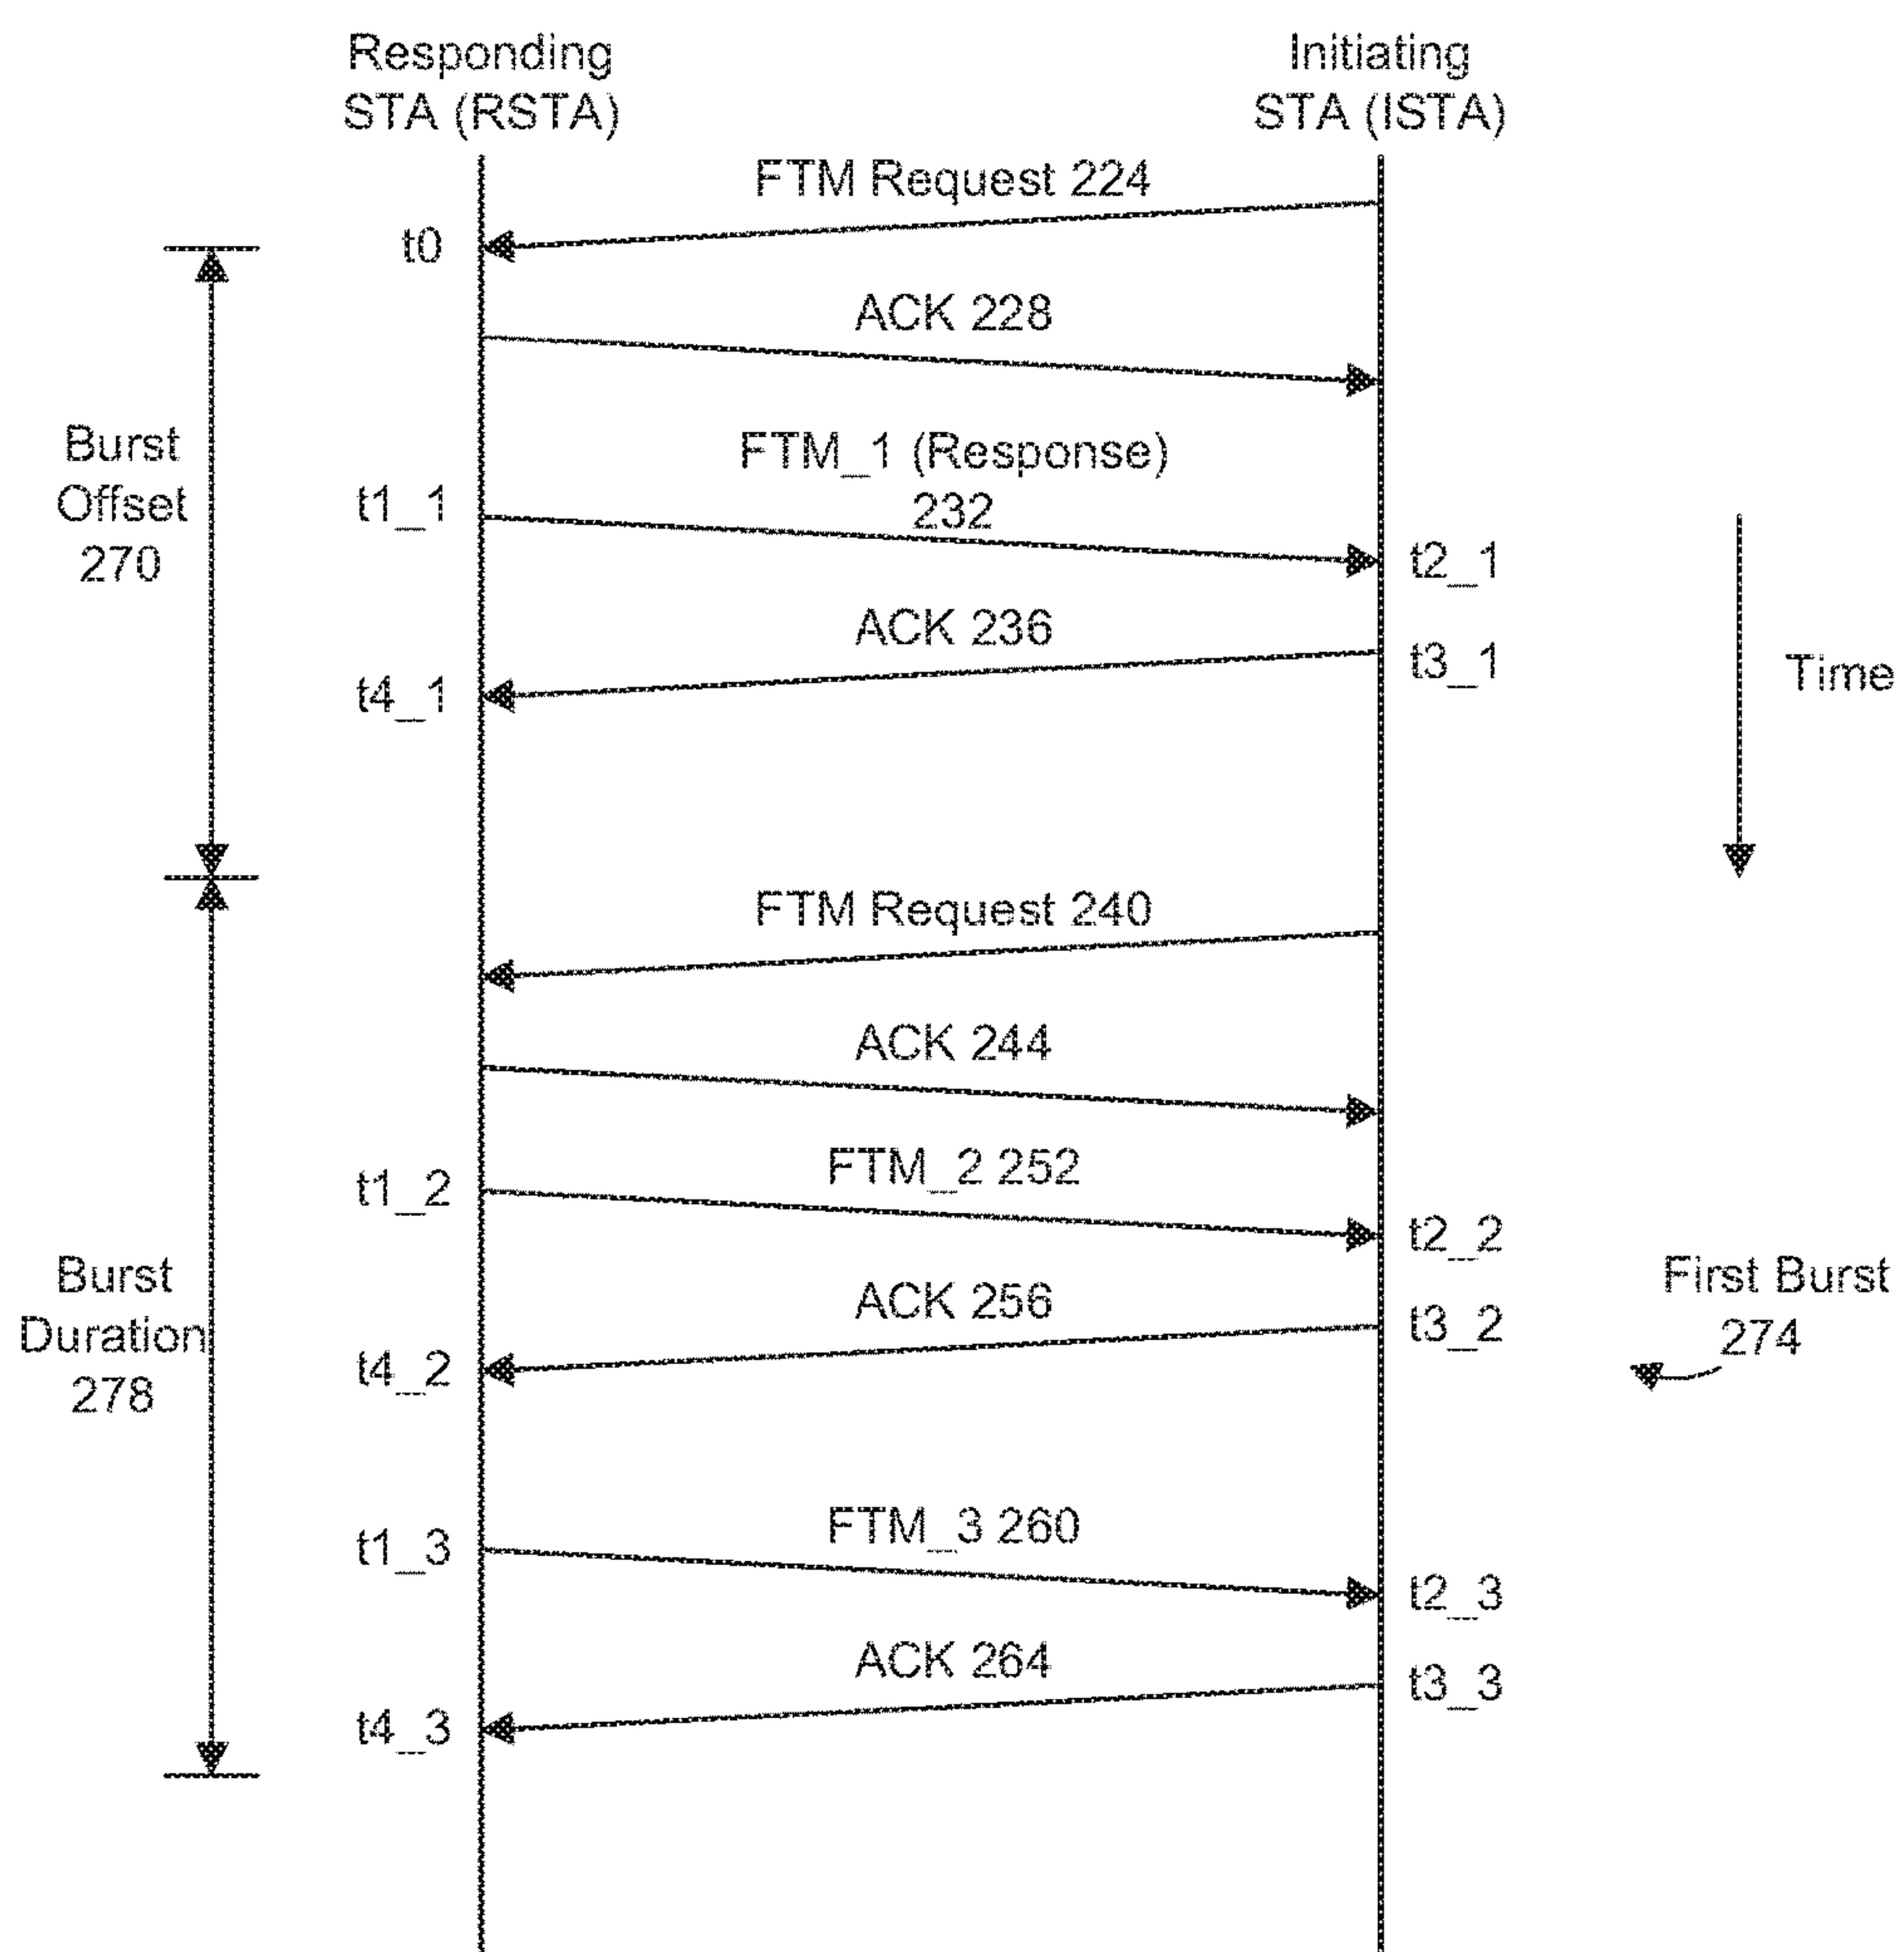 Responding
STA (RSTA)
Initiating
STA (ISTA)
FTM Request 224
t0
ACK 228
Burst
Offset
270
FTM_1 (Response)
232
t1_1
t2_1
ACK 236
t3_1
t4_1
Time
FTM Request 240
ACK 244
FTM_2 252
t1_2
t2_2
Burst
Duration
278
ACK 256
t3_2
t4_2
First Burst
274
FTM_3 260
t1_3
t2_3
ACK 264
t3_3
t4_3